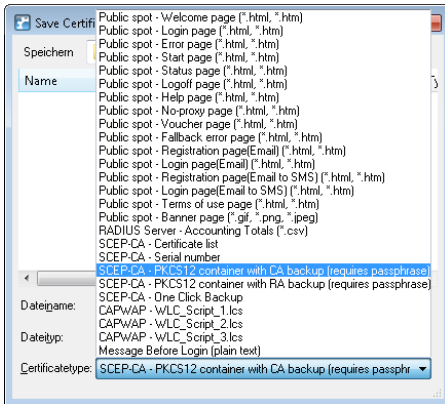 Save Certifi
Public spot - Welcome page (*.html, *.htm)
Public spot - Login page (*.html, *.htm)
Public spot - Error page (*.html, *.htm)
Public spot - Start page (*.html, *.htm)
Public spot - Status page (*.html, *.htm)
Public spot - Logoff page (*.html, *.htm)
Public spot - Help page (*.html, *.htm)
Public spot - No-proxy page (*.html, *.htm)
Public spot - Voucher page (*.html, *.htm)
Public spot - Fallback error page (*.html, *.htm)
Public spot - Registration page(Email) (*.html, *.htm)
Public spot - Login page(Email) (*.html, *.htm)
Public spot - Registration page(Email to SMS) (*.html, *.htm)
Public spot - Login page(Email to SMS) (*.html, *.htm)
Public spot - Terms of use page (*.html, *.htm)
Public spot - Banner page (*.gif, *.png, *.jpeg)
RADIUS Server - Accounting Totals (*.csv)
SCEP-CA - Certificate list
SCEP-CA - Serial number
SCEP-CA - PKCS12 container with CA backup (requires passphrase)
SCEP-CA - PKCS12 container with RA backup (requires passphrase)
SCEP-CA - One Click Backup
CAPWAP - WLC_Script_1.lcs
CAPWAP - WLC_Script_2.lcs
CAPWAP - WLC_Script_3.lcs
Message Before Login (plain text)
Speichern
Name
Dateiname:
Dateityp:
Certificatetype: SCEP-CA - PKCS12 container with CA backup (requires passphr